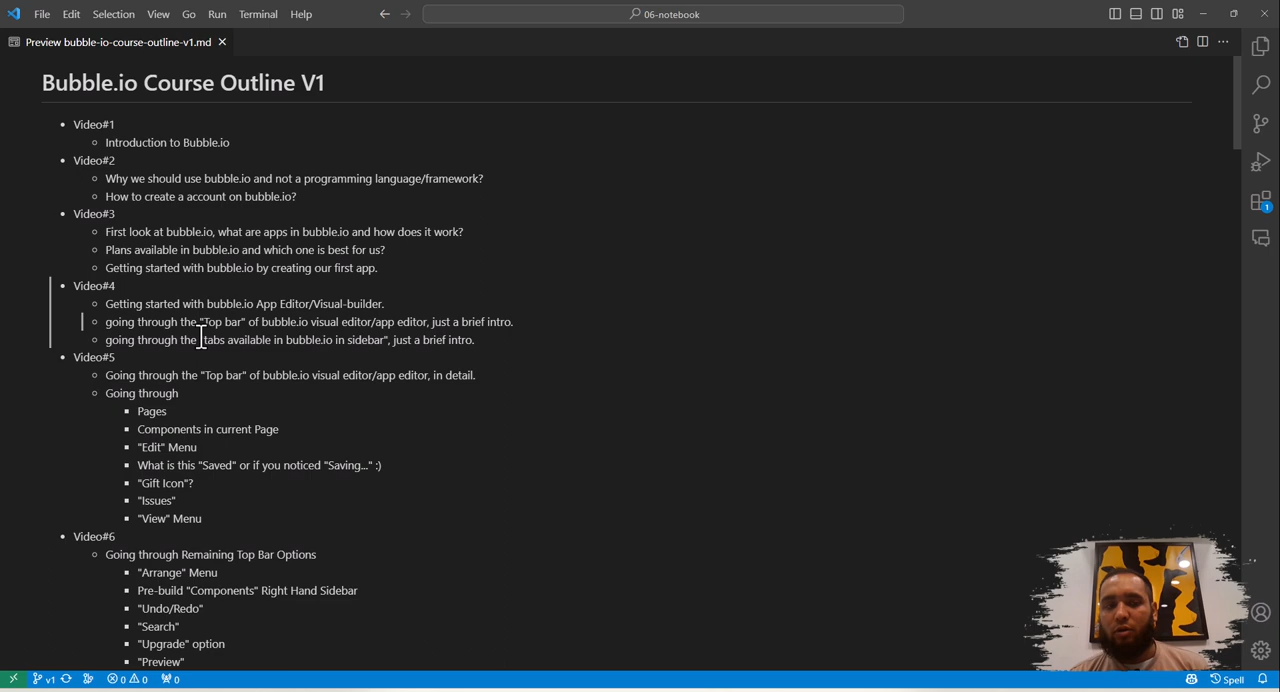 File Edit Selection View Go Run Terminal Help
06-notebook
Preview bubble-io-course-outline-v1.md
Bubble.io Course Outline V1
Video#1
Introduction to Bubble.io
Video#2
Why we should use bubble.io and not a programming language/framework?
How to create a account on bubble.io?
Video#3
First look at bubble.io, what are apps in bubble.io and how does it work?
Plans available in bubble.io and which one is best for us?
Getting started with bubble.io by creating our first app.
Video#4
Getting started with bubble.io App Editor/Visual-builder.
going through the "Top bar" of bubble.io visual editor/app editor, just a brief intro.
going through the "tabs available in bubble.io in sidebar", just a brief intro.
Video#5
Going through the "Top bar" of bubble.io visual editor/app editor, in detail.
Going through
Pages
Components in current Page
"Edit" Menu
What is this "Saved" or if you noticed "Saving..." :)
"Gift Icon"?
"Issues"
"View" Menu
Video#6
Going through Remaining Top Bar Options
"Arrange" Menu
Pre-build "Components" Right Hand Sidebar
"Undo/Redo"
"Search"
"Upgrade" option
"Preview"
1
v1 0 0 0 Spell